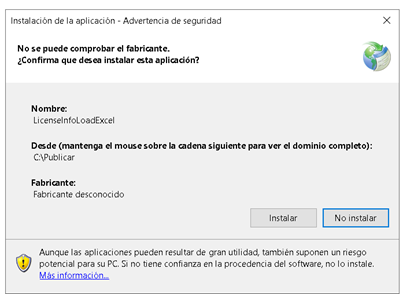 Instalación de la aplicación - Advertencia de seguridad
No se puede comprobar el fabricante.
¿Confirma que desea instalar esta aplicación?
Nombre:
LicenseInfoLoadExcel
Desde (mantenga el mouse sobre la cadena siguiente para ver el dominio completo):
C:\Publicar
Fabricante:
Fabricante desconocido
Instalar
No instalar
Aunque las aplicaciones pueden resultar de gran utilidad, también suponen un riesgo
potencial para su PC. Si no tiene confianza en la procedencia del software, no lo instale.
Más información...